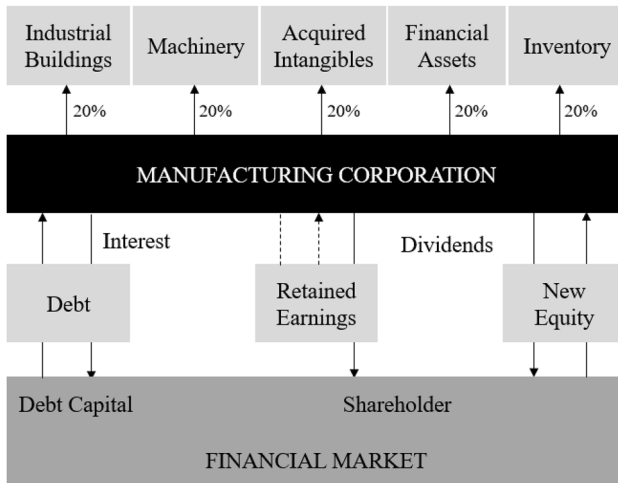 Industrial
Buildings
Machinery
Acquired
Intangibles
Financial
Assets
Inventory
20%
20%
20%
20%
20%
MANUFACTURING CORPORATION
Interest
Dividends
Debt
Retained
Earnings
New
Equity
Debt Capital
Shareholder
FINANCIAL MARKET